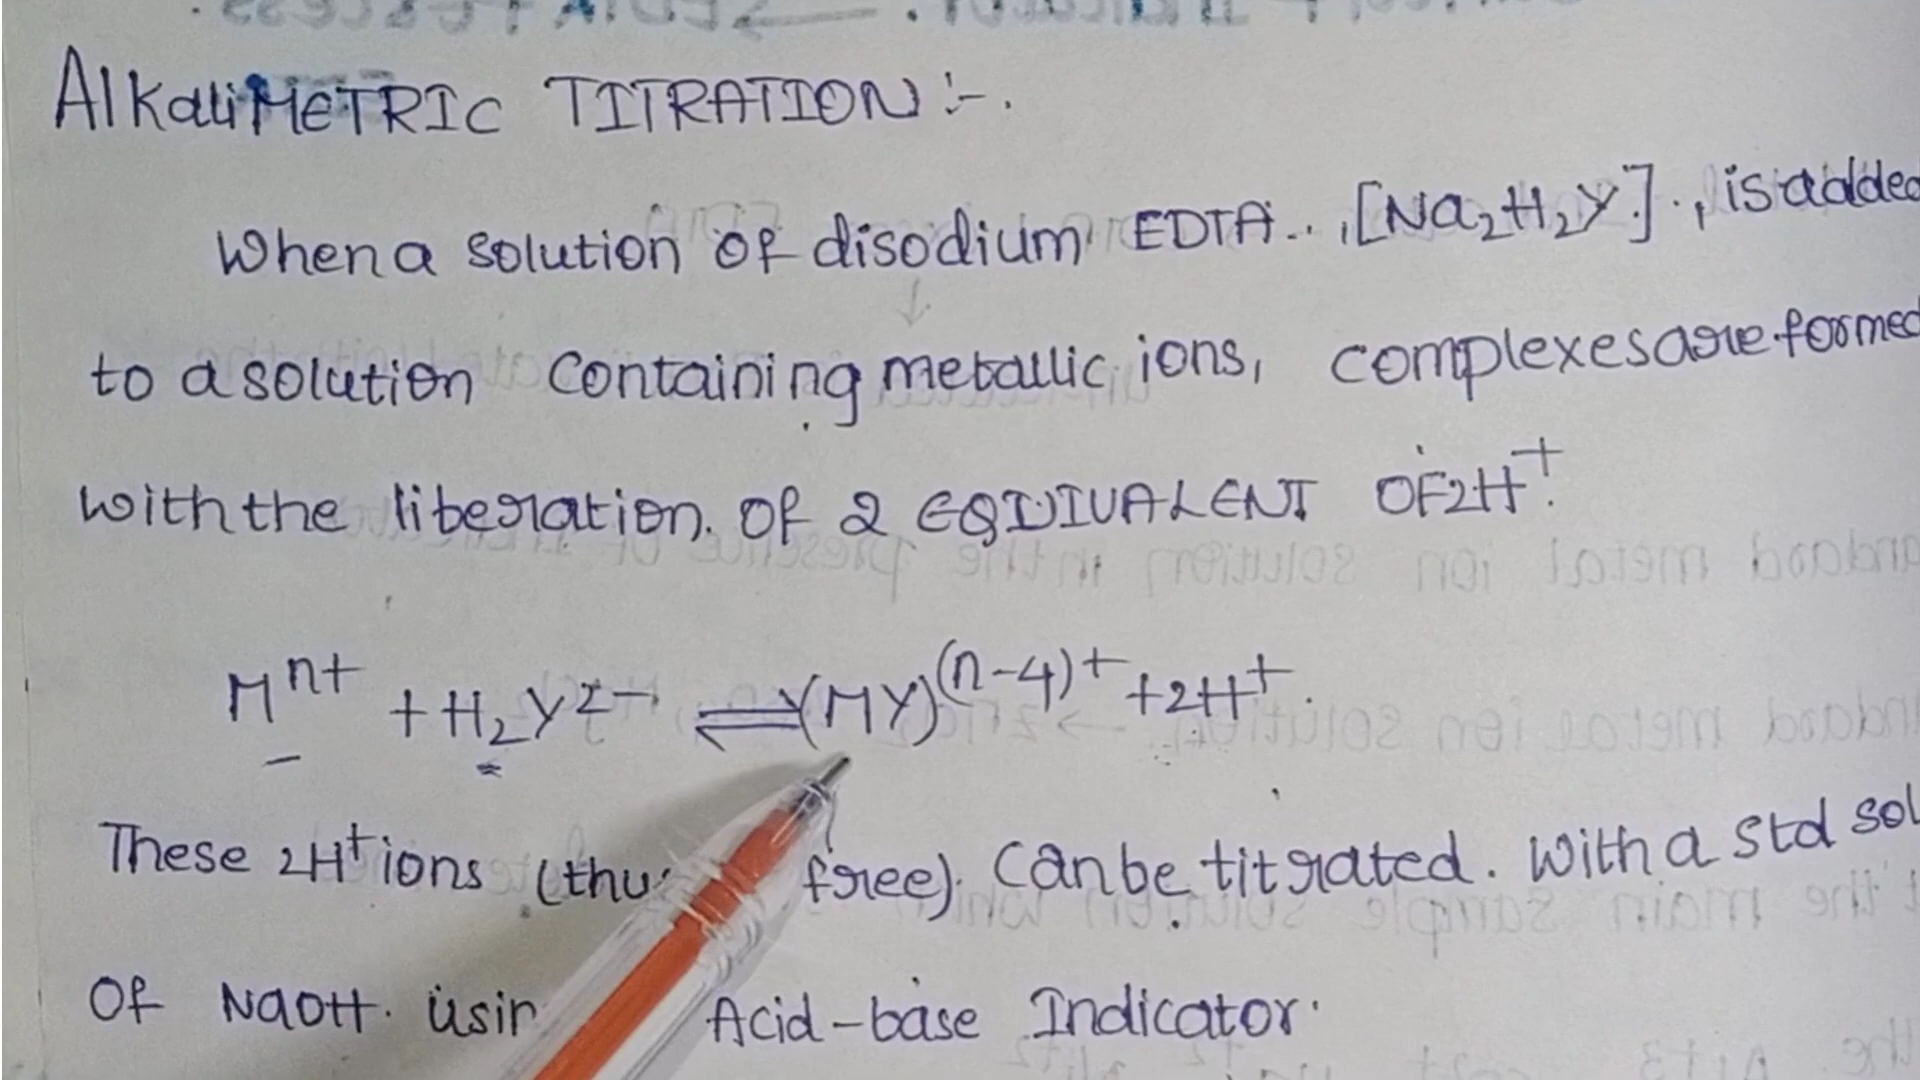 AlkaliMETRIC TITRATION :-.
When a solution of disodium EDTA.., [Na₂H₂Y]., is added
to a solution containing metallic ions, complexes are formed
with the liberation. of 2 EQUIVALENT OF 2H⁺.
Mⁿ⁺ + H₂Y²⁻ ⇌ (MY)⁽ⁿ⁻⁴⁾⁺ + 2H⁺.
These 2H⁺ ions (thu free). Can be titrated. With a Std sol
Of NaOH. usin Acid-base Indicator.